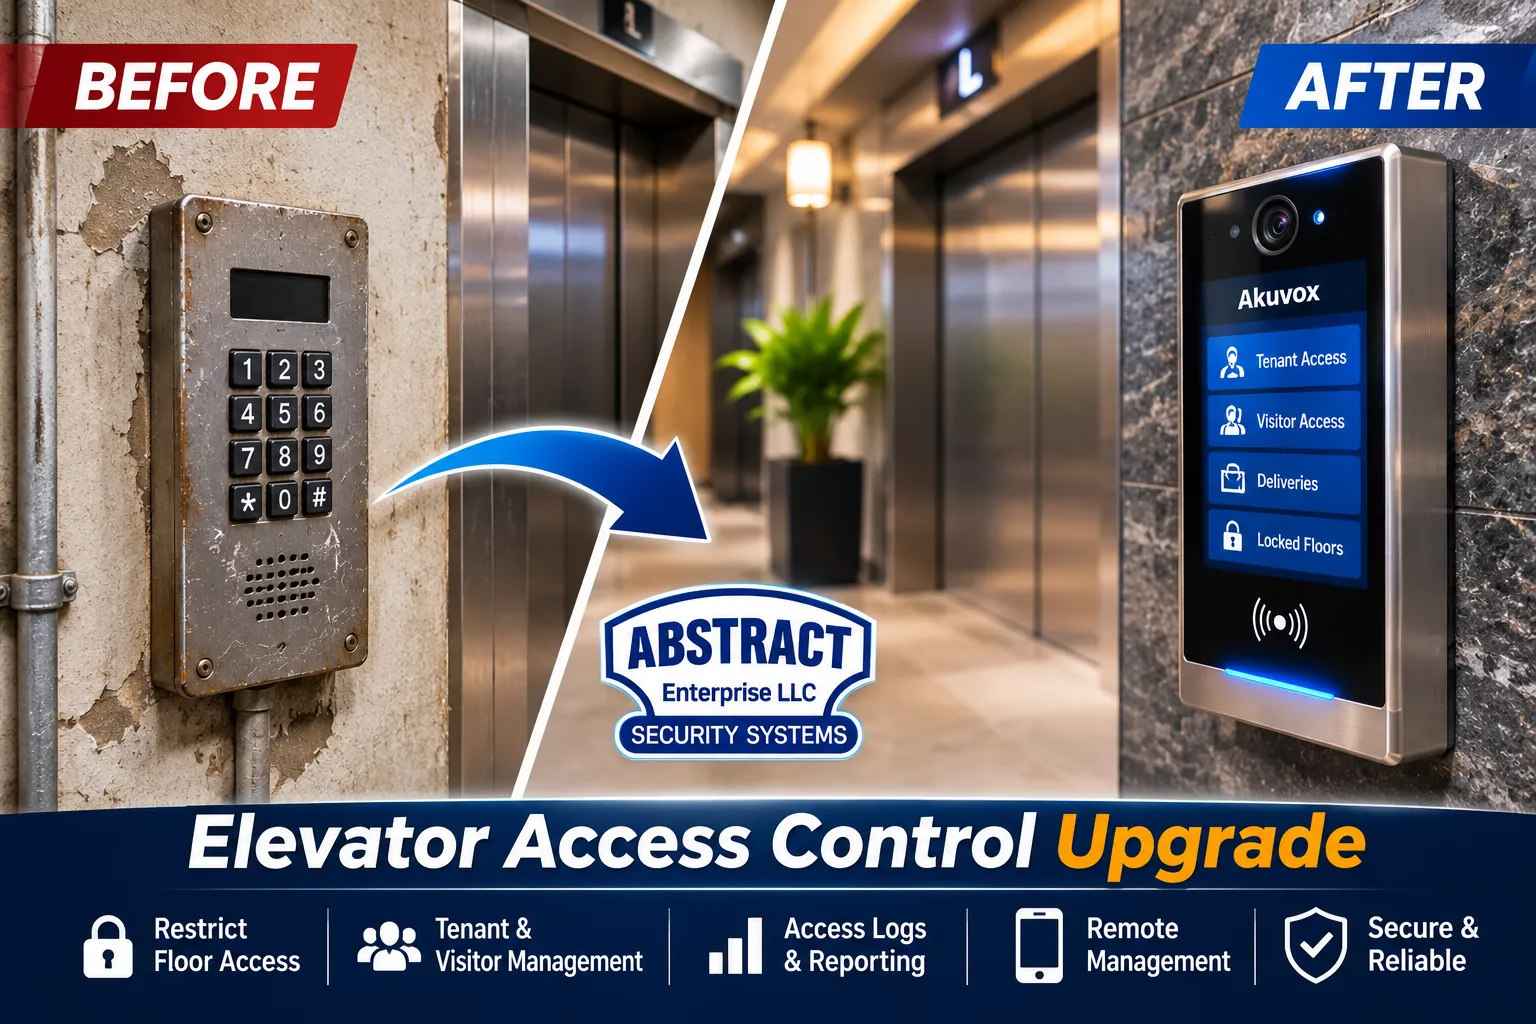 BEFORE
AFTER
1
L
1 2 3
4 5 6
7 8 9
* 0 #
Akuvox
Tenant Access
Visitor Access
Deliveries
Locked Floors
ABSTRACT
Enterprise LLC
SECURITY SYSTEMS
Elevator Access Control Upgrade
Restrict
Floor Access
Tenant &
Visitor Management
Access Logs
& Reporting
Remote
Management
Secure &
Reliable